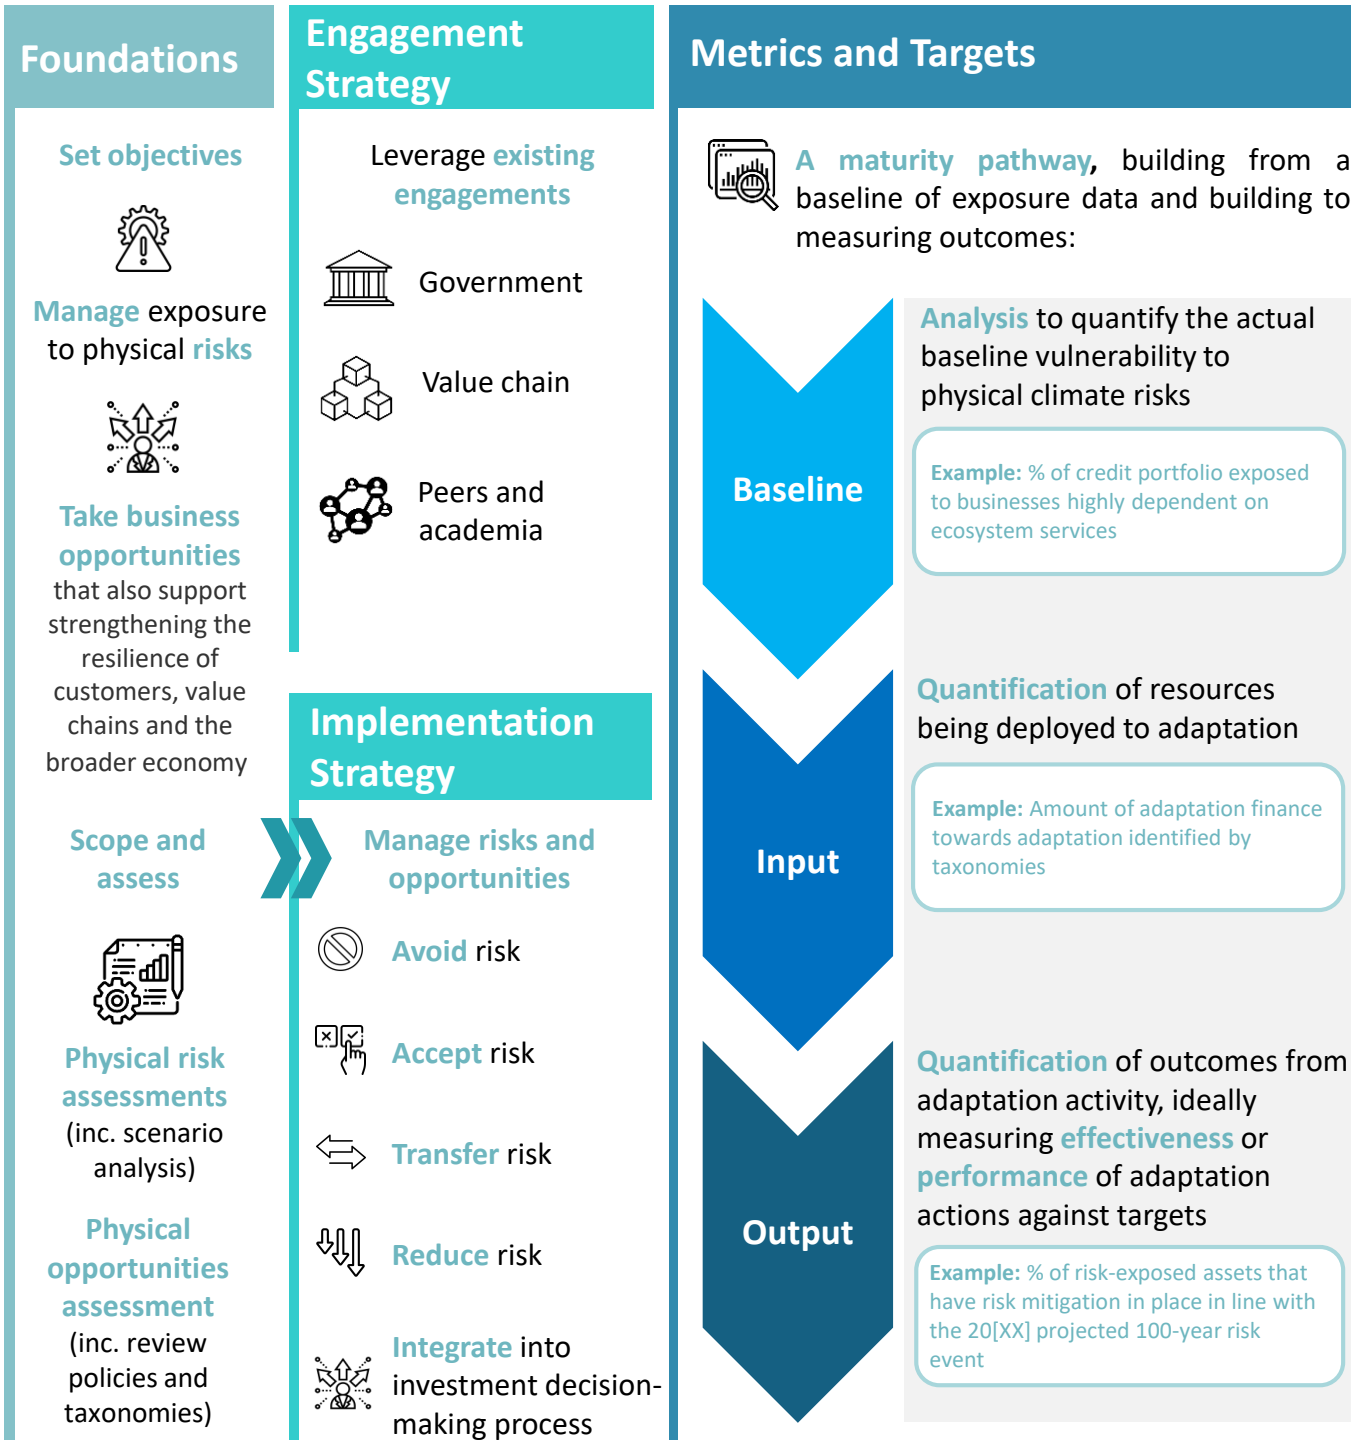 Foundations
Set objectives
Manage exposure
to physical risks
Take business
opportunities
that also support
strengthening the
resilience of
customers, value
chains and the
broader economy
Scope and
assess
Physical risk
assessments
(inc. scenario
analysis)
Physical
opportunities
assessment
(inc. review
policies and
taxonomies)
Engagement
Strategy
Leverage existing
engagements
Government
Value chain
Peers and
academia
Implementation
Strategy
Manage risks and
opportunities
Avoid risk
Accept risk
Transfer risk
Reduce risk
Integrate into
investment decision-
making process
Metrics and Targets
A maturity pathway, building from a
baseline of exposure data and building to
measuring outcomes:
Baseline
Analysis to quantify the actual
baseline vulnerability to
physical climate risks
Example: % of credit portfolio exposed
to businesses highly dependent on
ecosystem services
Input
Quantification of resources
being deployed to adaptation
Example: Amount of adaptation finance
towards adaptation identified by
taxonomies
Output
Quantification of outcomes from
adaptation activity, ideally
measuring effectiveness or
performance of adaptation
actions against targets
Example: % of risk-exposed assets that
have risk mitigation in place in line with
the 20[XX] projected 100-year risk
event